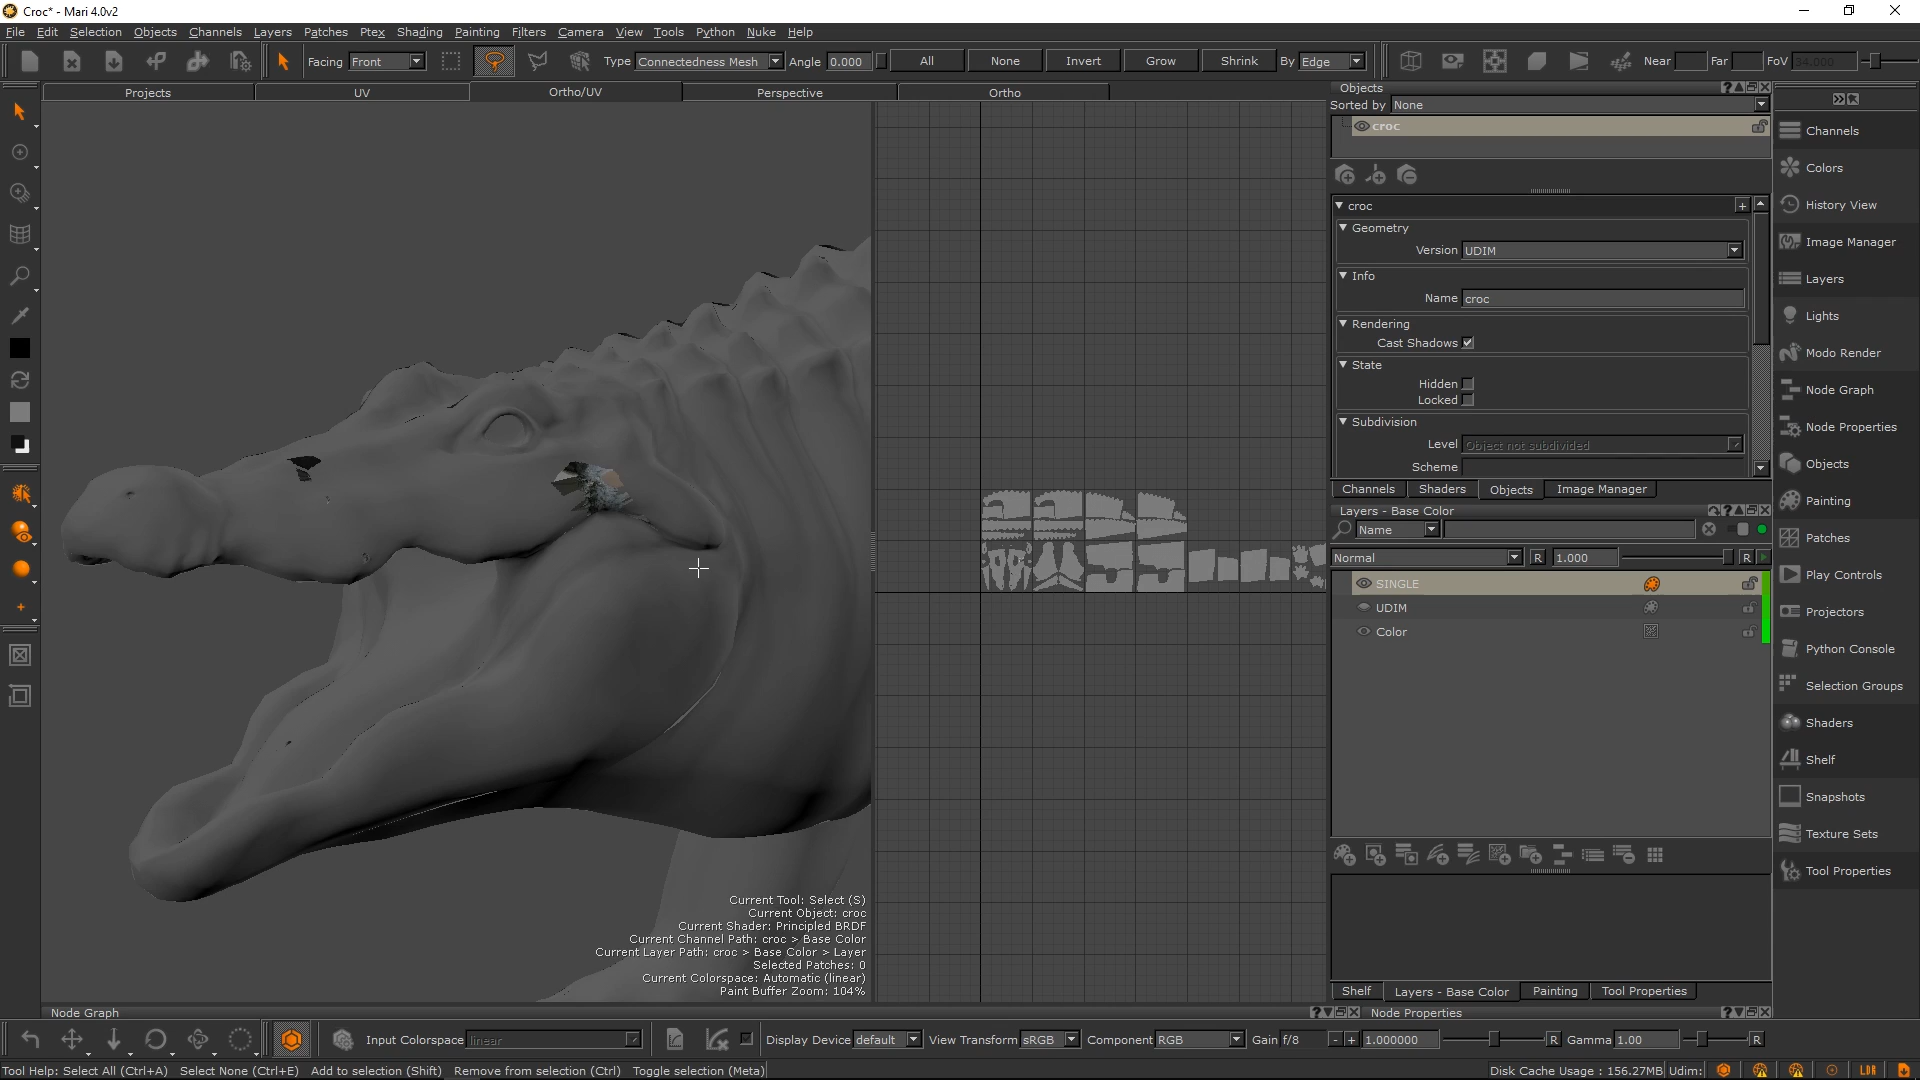 Croc* - Mari 4.0v2
File Edit Selection Objects Channels Layers Patches Ptex Shading Painting Filters Camera View Tools Python Nuke Help
Facing Front Type Connectedness Mesh Angle 0.000 All None Invert Grow Shrink By Edge Near Far FoV 34.000
Projects UV Ortho/UV Perspective Ortho
Objects
Sorted by None
croc
croc
Geometry
Version UDIM
Info
Name croc
Rendering
Cast Shadows
State
Hidden
Locked
Subdivision
Level Object not subdivided
Scheme
Channels Shaders Objects Image Manager
Layers - Base Color
Name
Normal R 1.000 R
SINGLE
UDIM
Color
Shelf Layers - Base Color Painting Tool Properties
Channels
Colors
History View
Image Manager
Layers
Lights
Modo Render
Node Graph
Node Properties
Objects
Painting
Patches
Play Controls
Projectors
Python Console
Selection Groups
Shaders
Shelf
Snapshots
Texture Sets
Tool Properties
Current Tool: Select (S)
Current Object: croc
Current Shader: Principled BRDF
Current Channel Path: croc > Base Color
Current Layer Path: croc > Base Color > Layer
Selected Patches: 0
Current Colorspace: Automatic (linear)
Paint Buffer Zoom: 104%
Node Graph Node Properties
Input Colorspace linear Display Device default View Transform sRGB Component RGB Gain f/8 - + 1.000000 R Gamma 1.00 R
Tool Help: Select All (Ctrl+A) Select None (Ctrl+E) Add to selection (Shift) Remove from selection (Ctrl) Toggle selection (Meta) Disk Cache Usage : 156.27MB Udim: LDR